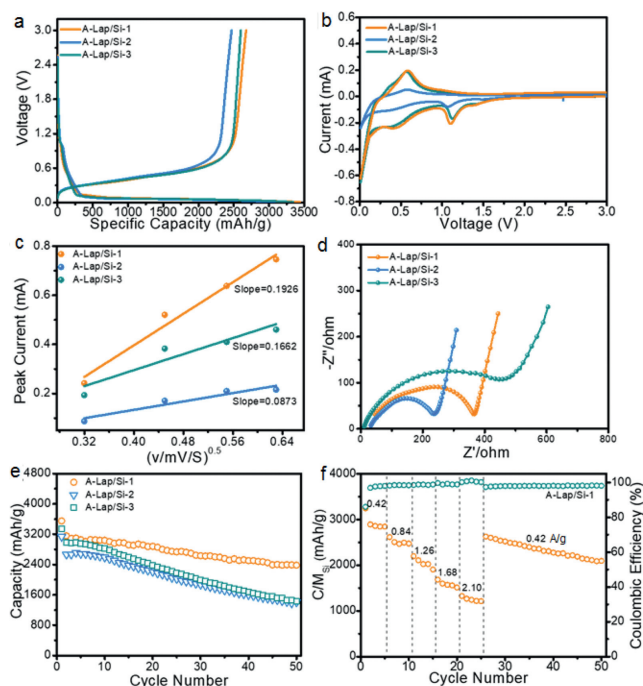 a
A-Lap/Si-1
A-Lap/Si-2
A-Lap/Si-3
3.0
2.4
1.8
1.2
0.6
0.0
Voltage (V)
0 500 1000 1500 2000 2500 3000 3500
Specific Capacity (mAh/g)
b
A-Lap/Si-1
A-Lap/Si-2
A-Lap/Si-3
0.6
0.4
0.2
0.0
-0.2
-0.4
-0.6
-0.8
Current (mA)
0.0 0.5 1.0 1.5 2.0 2.5 3.0
Voltage (V)
c
A-Lap/Si-1
A-Lap/Si-2
A-Lap/Si-3
0.8
0.6
0.4
0.2
Peak Current (mA)
Slope=0.1926
Slope=0.1662
Slope=0.0873
0.32 0.40 0.48 0.56 0.64
(v/mV/S)0.5
d
A-Lap/Si-1
A-Lap/Si-2
A-Lap/Si-3
-400
-300
-200
-100
0
-Z"/ohm
0 200 400 600 800
Z'/ohm
e
A-Lap/Si-1
A-Lap/Si-2
A-Lap/Si-3
4800
4000
3200
2400
1600
800
0
Capacity (mAh/g)
0 10 20 30 40 50
Cycle Number
f
A-Lap/Si-1
4000
3000
2000
1000
0
C/MSi (mAh/g)
0.42
0.84
1.26
1.68
2.10
0.42 A/g
100
80
60
40
20
0
Coulombic Efficiency (%)
0 10 20 30 40 50
Cycle Number